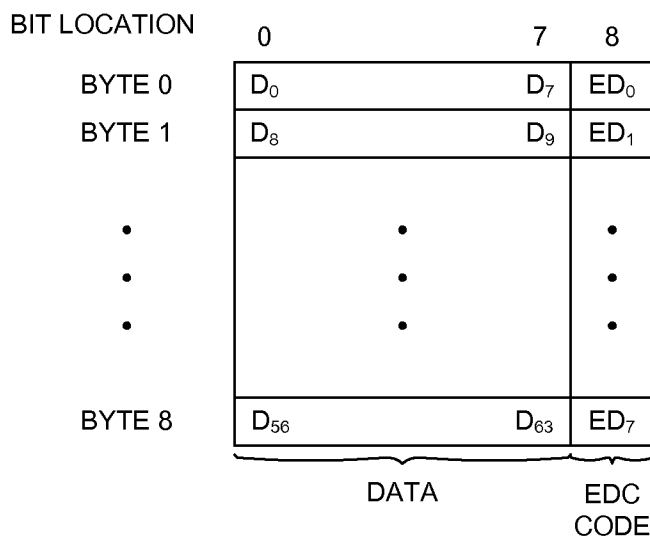 BIT LOCATION 0 7 8
BYTE 0 D₀ D₇ ED₀
BYTE 1 D₈ D₉ ED₁
BYTE 8 D₅₆ D₆₃ ED₇
DATA EDC
CODE